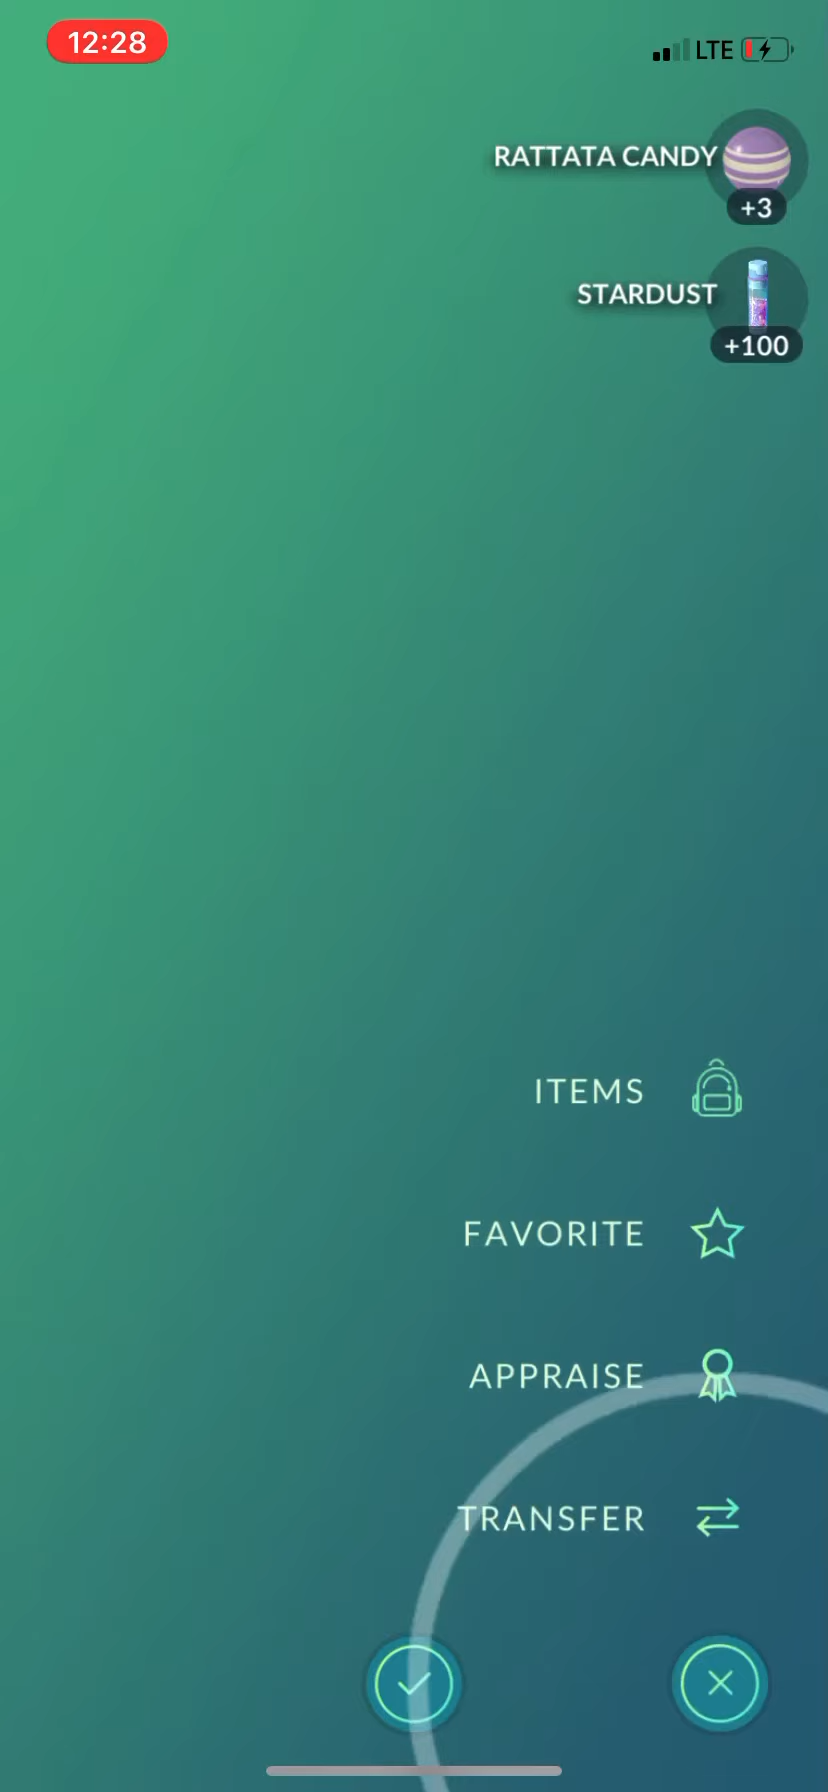 12:28
LTE
RATTATA CANDY
+3
STARDUST
+100
ITEMS
FAVORITE
APPRAISE
TRANSFER